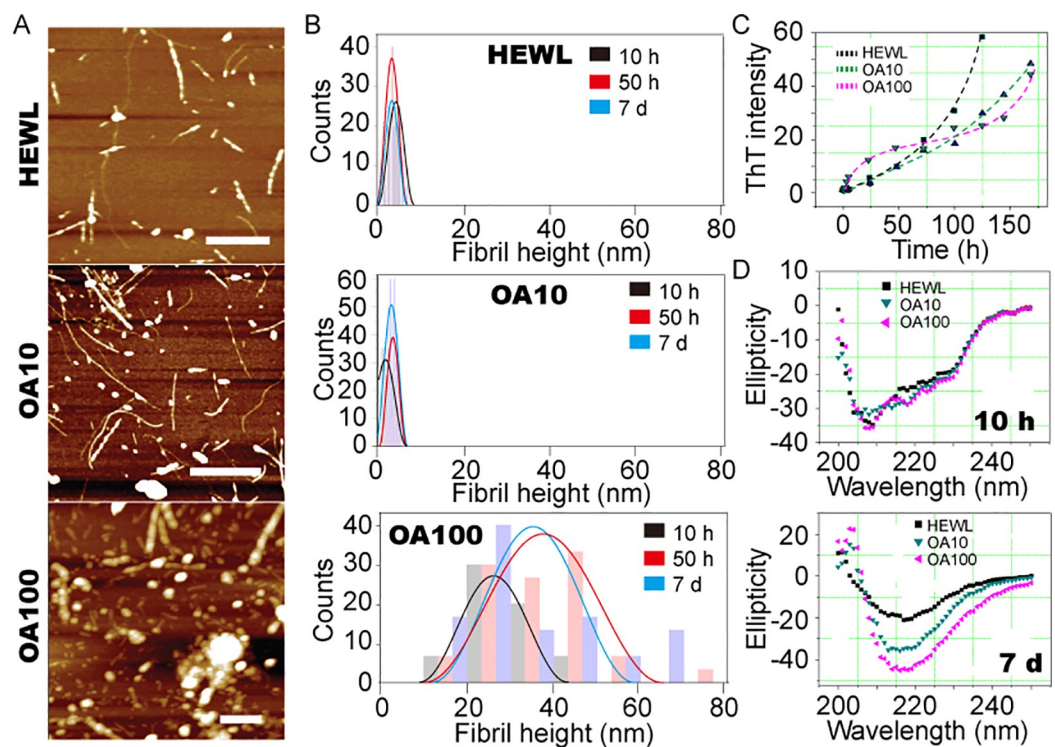 A
HEWL
OA10
OA100
B
HEWL
10 h
50 h
7 d
Counts
40
30
20
10
0
0 20 40 60 80
Fibril height (nm)
OA10
10 h
50 h
7 d
Counts
60
50
40
30
20
10
0
0 20 40 60 80
Fibril height (nm)
OA100
10 h
50 h
7 d
Counts
40
30
20
10
0
0 20 40 60 80
Fibril height (nm)
C
HEWL
OA10
OA100
ThT intensity
60
40
20
0
0 50 100 150
Time (h)
D
HEWL
OA10
OA100
Ellipticity
10
0
-10
-20
-30
-40
10 h
200 220 240
Wavelength (nm)
HEWL
OA10
OA100
Ellipticity
20
0
-20
-40
7 d
200 220 240
Wavelength (nm)